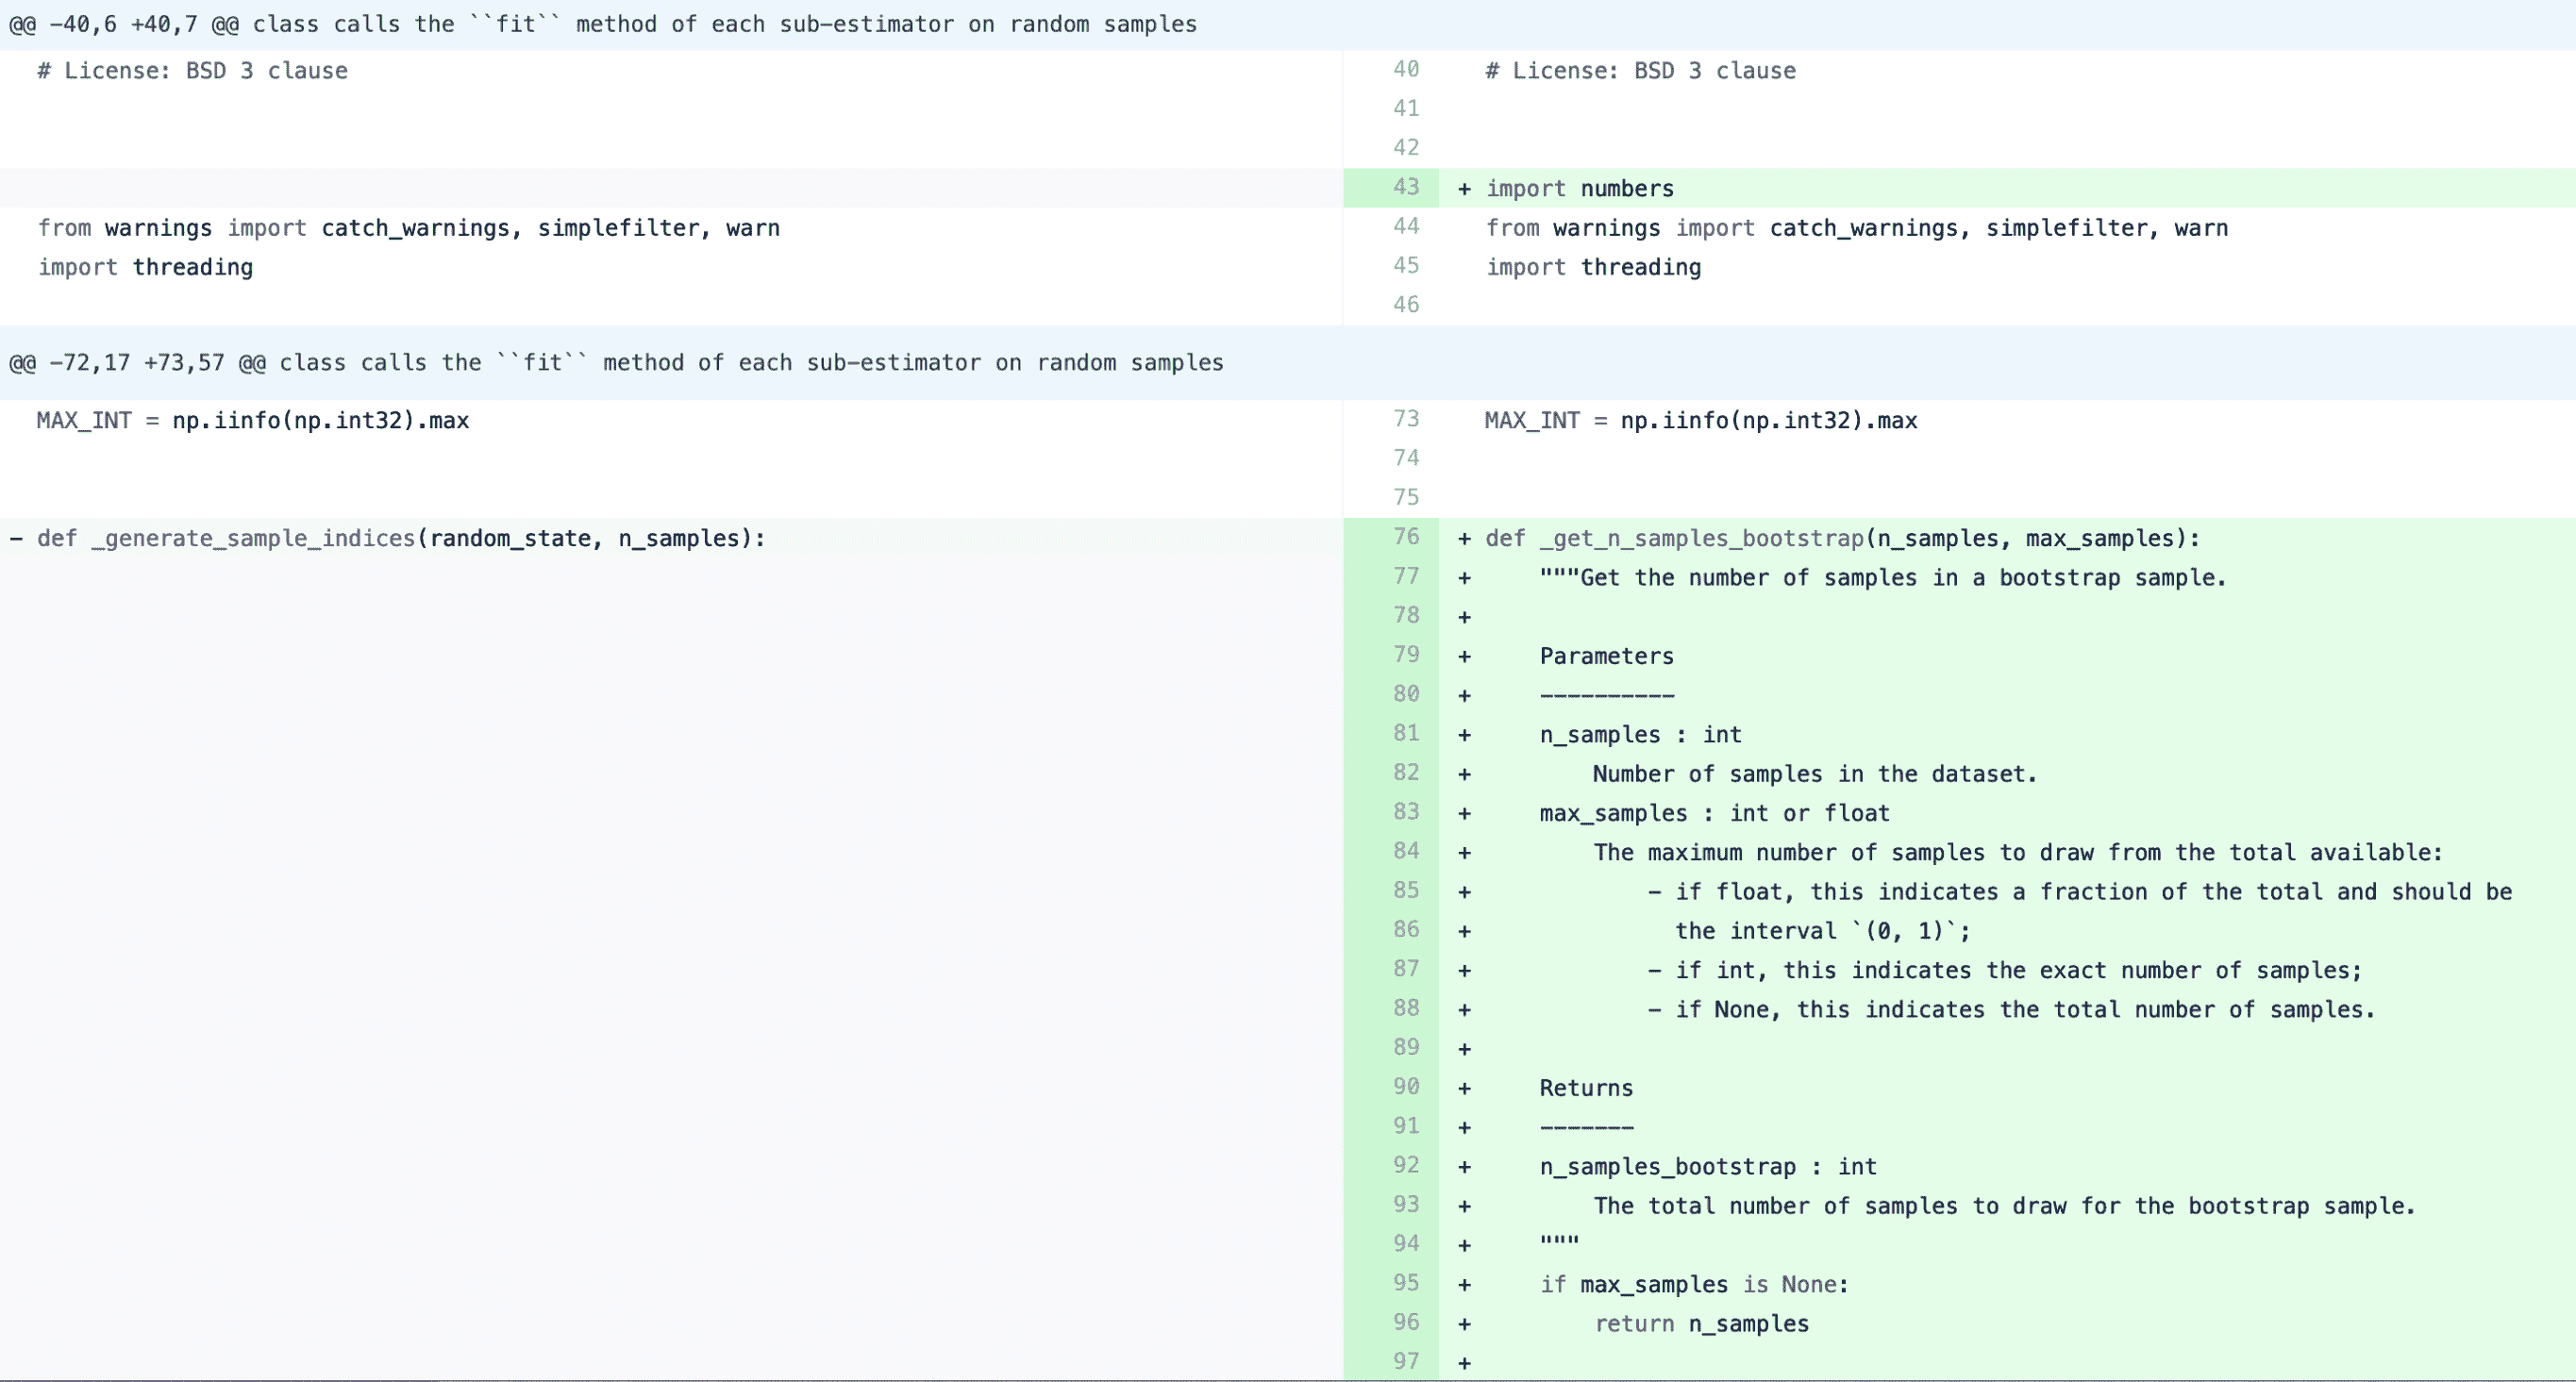 @@ -40,6 +40,7 @@ class calls the ``fit`` method of each sub-estimator on random samples
# License: BSD 3 clause
40 # License: BSD 3 clause
41
42
43 + import numbers
from warnings import catch_warnings, simplefilter, warn
44 from warnings import catch_warnings, simplefilter, warn
import threading
45 import threading
46
@@ -72,17 +73,57 @@ class calls the ``fit`` method of each sub-estimator on random samples
MAX_INT = np.iinfo(np.int32).max
73 MAX_INT = np.iinfo(np.int32).max
74
75
- def _generate_sample_indices(random_state, n_samples):
76 + def _get_n_samples_bootstrap(n_samples, max_samples):
77 + """Get the number of samples in a bootstrap sample.
78 +
79 + Parameters
80 + ----------
81 + n_samples : int
82 + Number of samples in the dataset.
83 + max_samples : int or float
84 + The maximum number of samples to draw from the total available:
85 + - if float, this indicates a fraction of the total and should be
86 + the interval `(0, 1)`;
87 + - if int, this indicates the exact number of samples;
88 + - if None, this indicates the total number of samples.
89 +
90 + Returns
91 + -------
92 + n_samples_bootstrap : int
93 + The total number of samples to draw for the bootstrap sample.
94 + """
95 + if max_samples is None:
96 + return n_samples
97 +